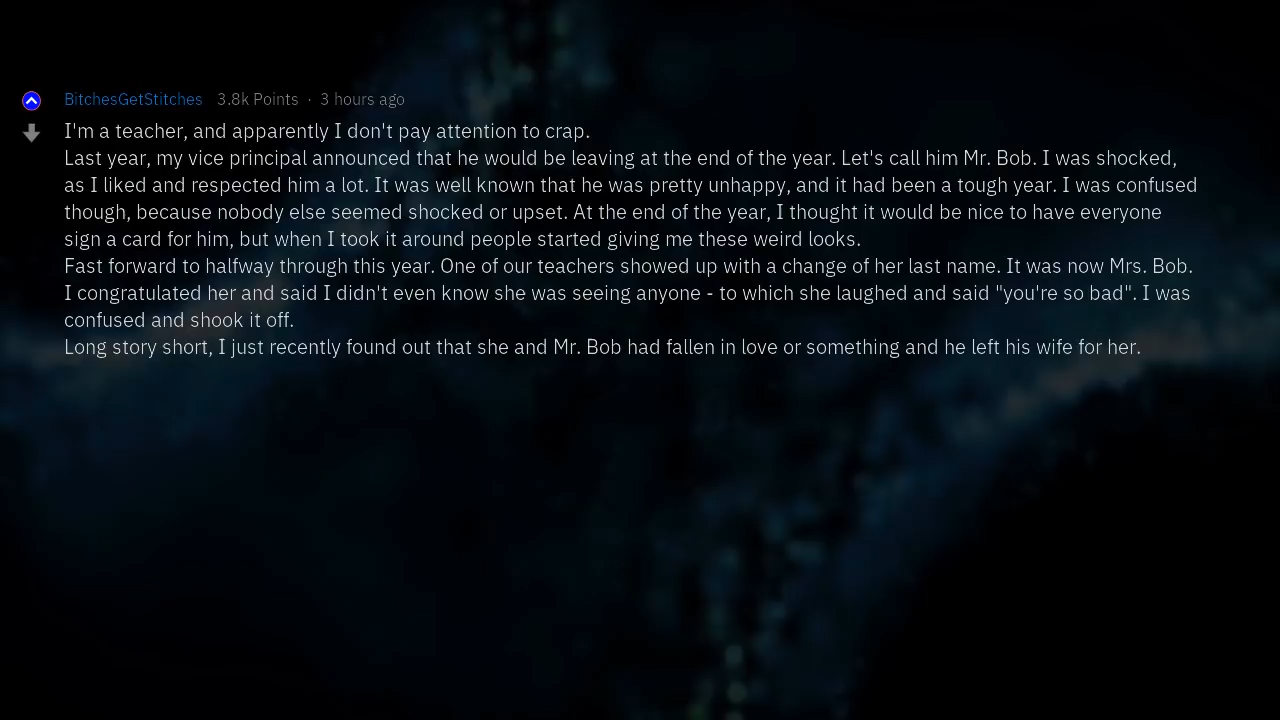 BitchesGetStitches 3.8k Points · 3 hours ago
I'm a teacher, and apparently I don't pay attention to crap.
Last year, my vice principal announced that he would be leaving at the end of the year. Let's call him Mr. Bob. I was shocked,
as I liked and respected him a lot. It was well known that he was pretty unhappy, and it had been a tough year. I was confused
though, because nobody else seemed shocked or upset. At the end of the year, I thought it would be nice to have everyone
sign a card for him, but when I took it around people started giving me these weird looks.
Fast forward to halfway through this year. One of our teachers showed up with a change of her last name. It was now Mrs. Bob.
I congratulated her and said I didn't even know she was seeing anyone - to which she laughed and said "you're so bad". I was
confused and shook it off.
Long story short, I just recently found out that she and Mr. Bob had fallen in love or something and he left his wife for her.